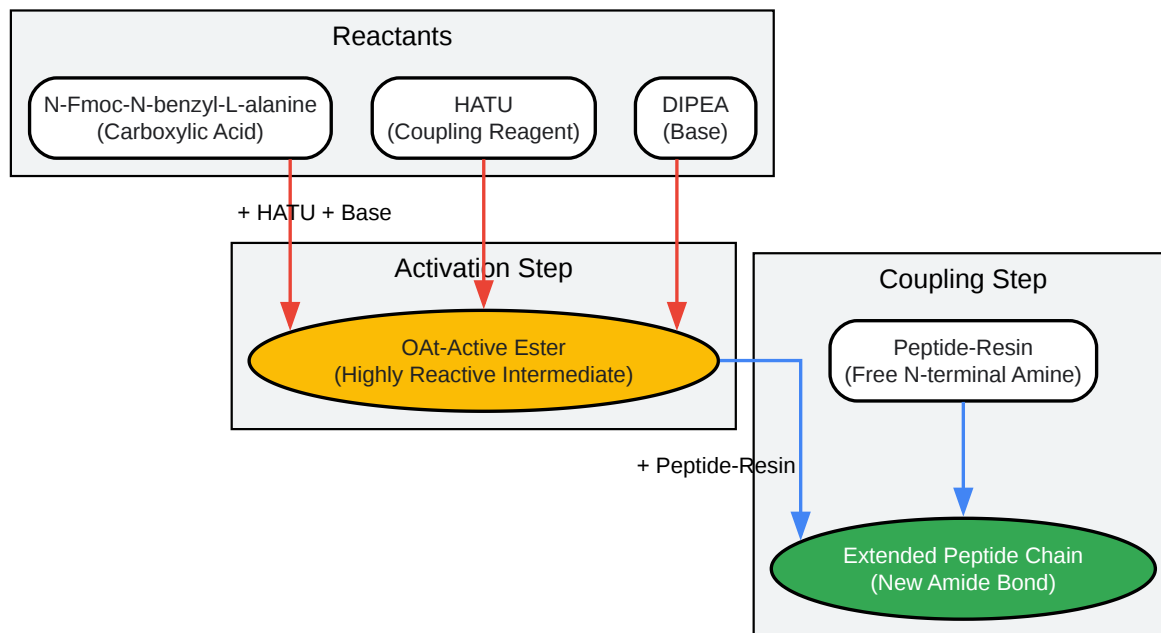 Reactants
N-Fmoc-N-benzyl-L-alanine
(Carboxylic Acid)
HATU
(Coupling Reagent)
DIPEA
(Base)
+ HATU + Base
Activation Step
OAt-Active Ester
(Highly Reactive Intermediate)
Coupling Step
Peptide-Resin
(Free N-terminal Amine)
+ Peptide-Resin
Extended Peptide Chain
(New Amide Bond)